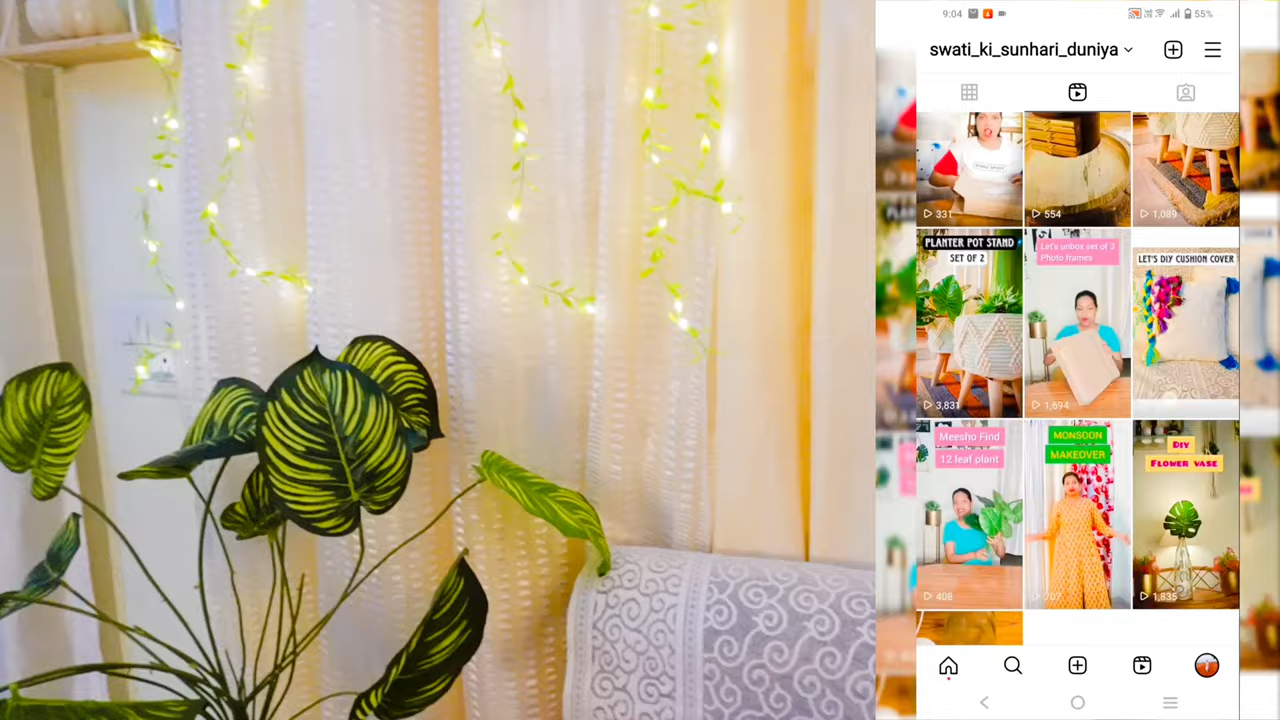 9:04
55%
swati_ki_sunhari_duniya
331
554
1,089
PLANTER POT STAND
SET OF 2
3,831
Let's unbox set of 3
Photo frames
1,694
LET'S DIY CUSHION COVER
Meesho Find
12 leaf plant
408
MONSOON
MAKEOVER
707
DIY
FLOWER VASE
1,835